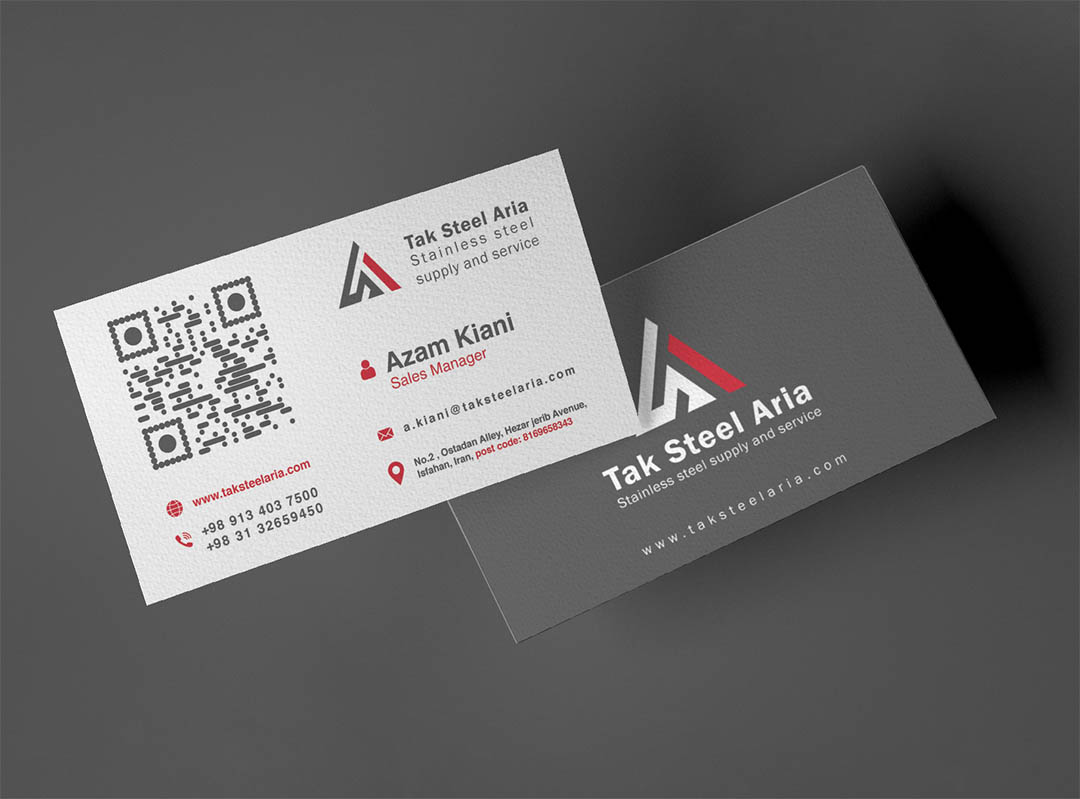 Tak Steel Aria
Stainless steel
supply and service
Azam Kiani
Sales Manager
a.kiani@taksteelaria.com
No.2 , Ostadan Alley, Hezar jerib Avenue,
Isfahan, Iran, post code: 8169658343
www.taksteelaria.com
+98 913 403 7500
+98 31 32659450
Tak Steel Aria
Stainless steel supply and service
www.taksteelaria.com